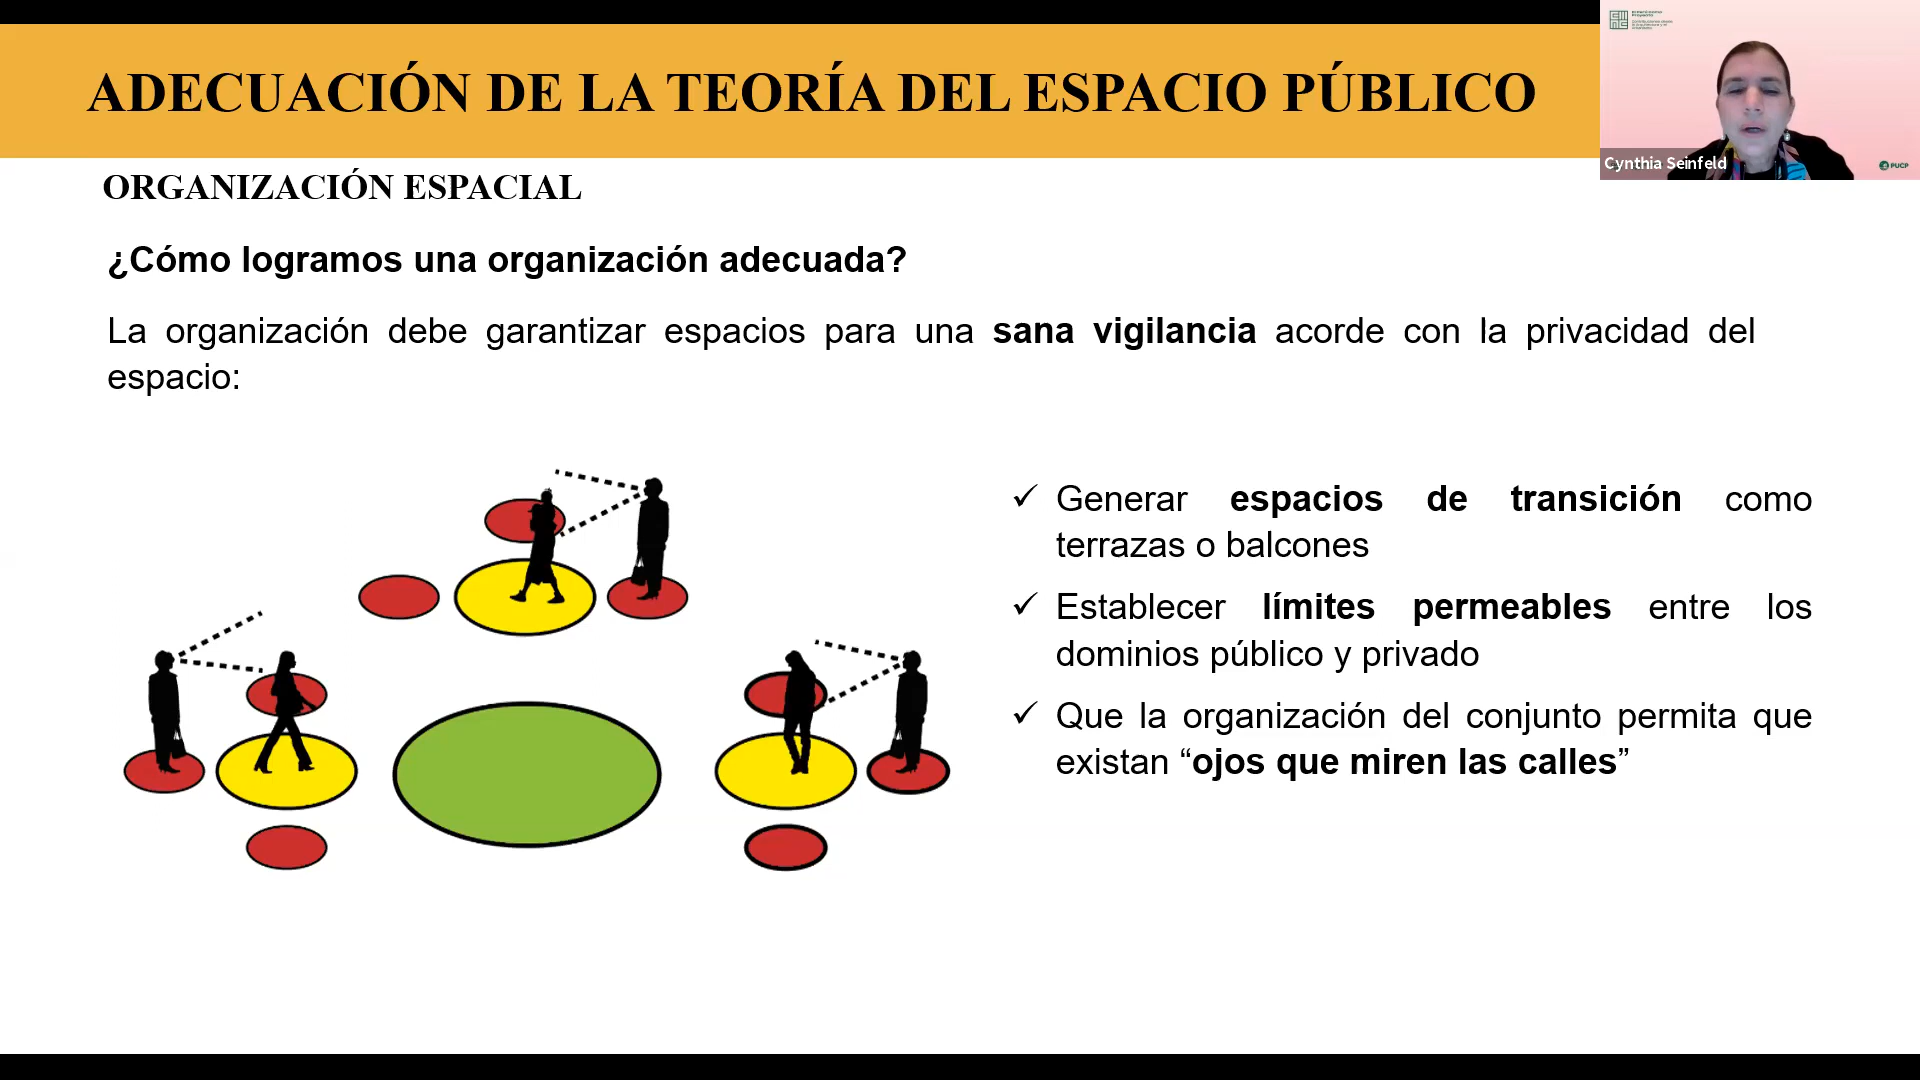 ADECUACIÓN DE LA TEORÍA DEL ESPACIO PÚBLICO
Cynthia Seinfeld
PUCP
ORGANIZACIÓN ESPACIAL
¿Cómo logramos una organización adecuada?
La organización debe garantizar espacios para una sana vigilancia acorde con la privacidad del
espacio:
✓ Generar espacios de transición como
terrazas o balcones
✓ Establecer límites permeables entre los
dominios público y privado
✓ Que la organización del conjunto permita que
existan “ojos que miren las calles”